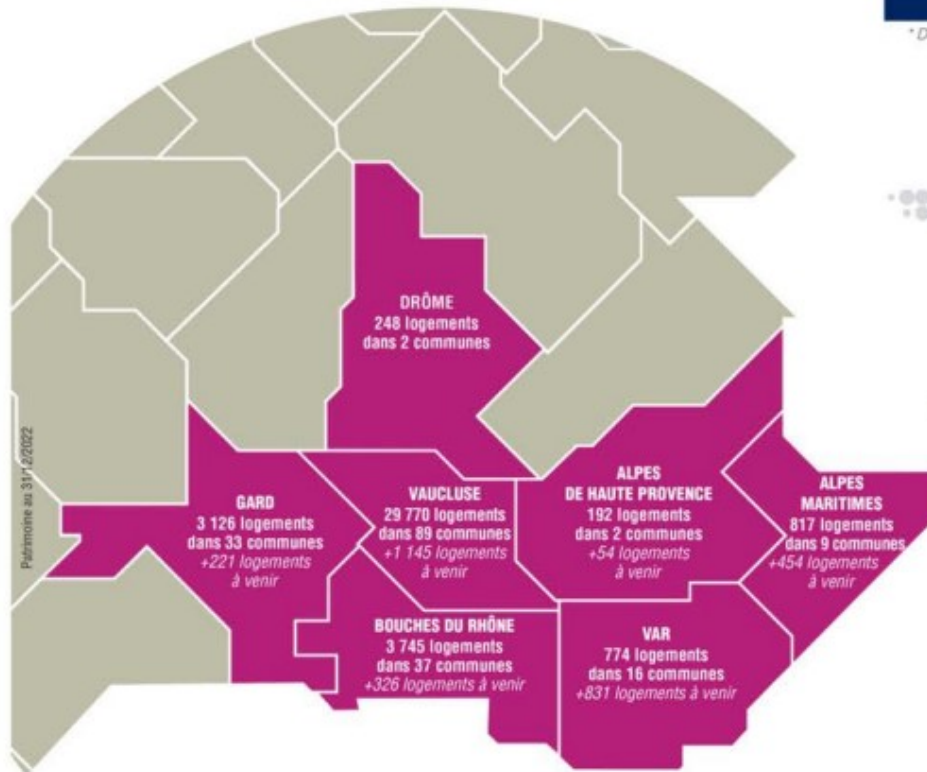 * D
DRÔME
248 logements
dans 2 communes
Patrimoine au 31/12/2022
GARD
3 126 logements
dans 33 communes
+221 logements
à venir
VAUCLUSE
29 770 logements
dans 89 communes
+1 145 logements
à venir
ALPES
DE HAUTE PROVENCE
192 logements
dans 2 communes
+54 logements
à venir
ALPES
MARITIMES
817 logements
dans 9 communes
+454 logements
à venir
BOUCHES DU RHÔNE
3 745 logements
dans 37 communes
+326 logements à venir
VAR
774 logements
dans 16 communes
+831 logements à venir